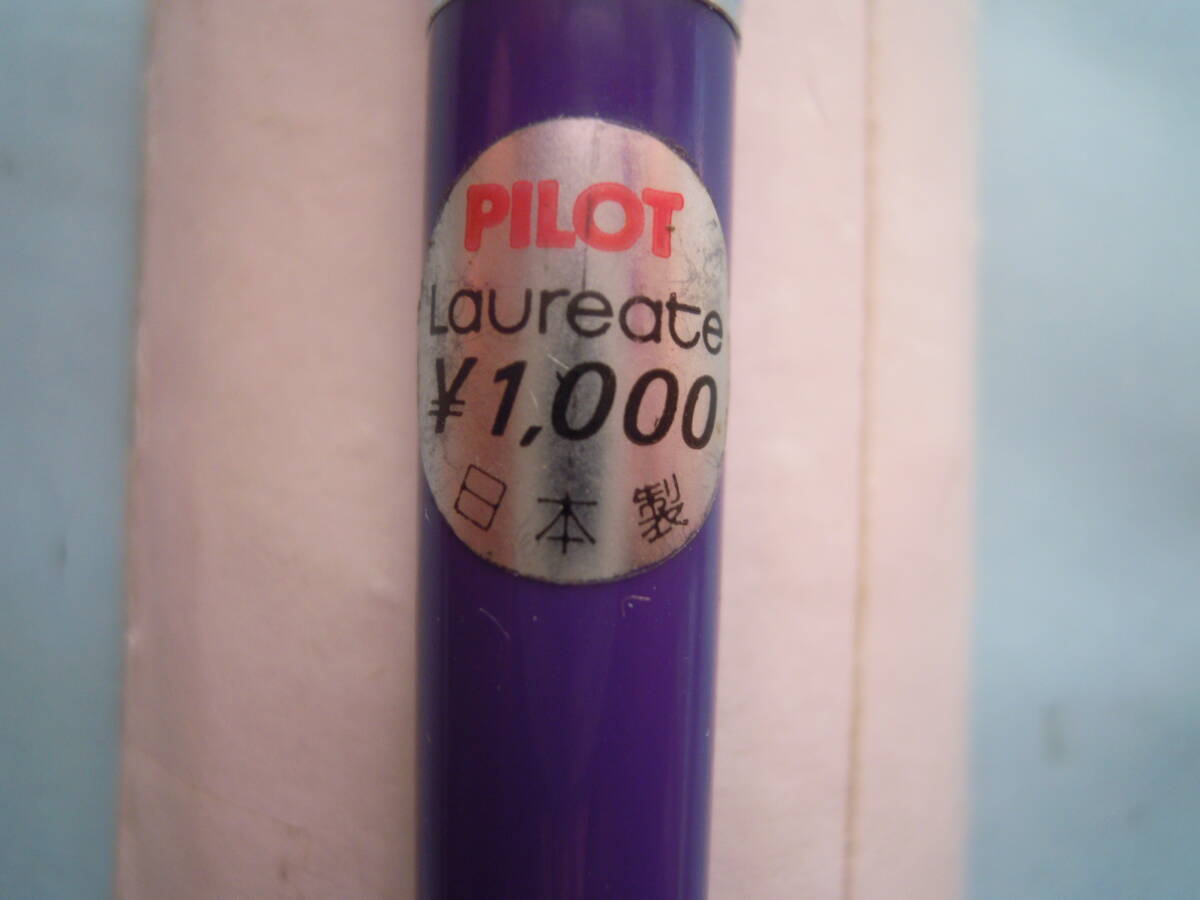 PILOT
Laureate
¥1,000
日本製